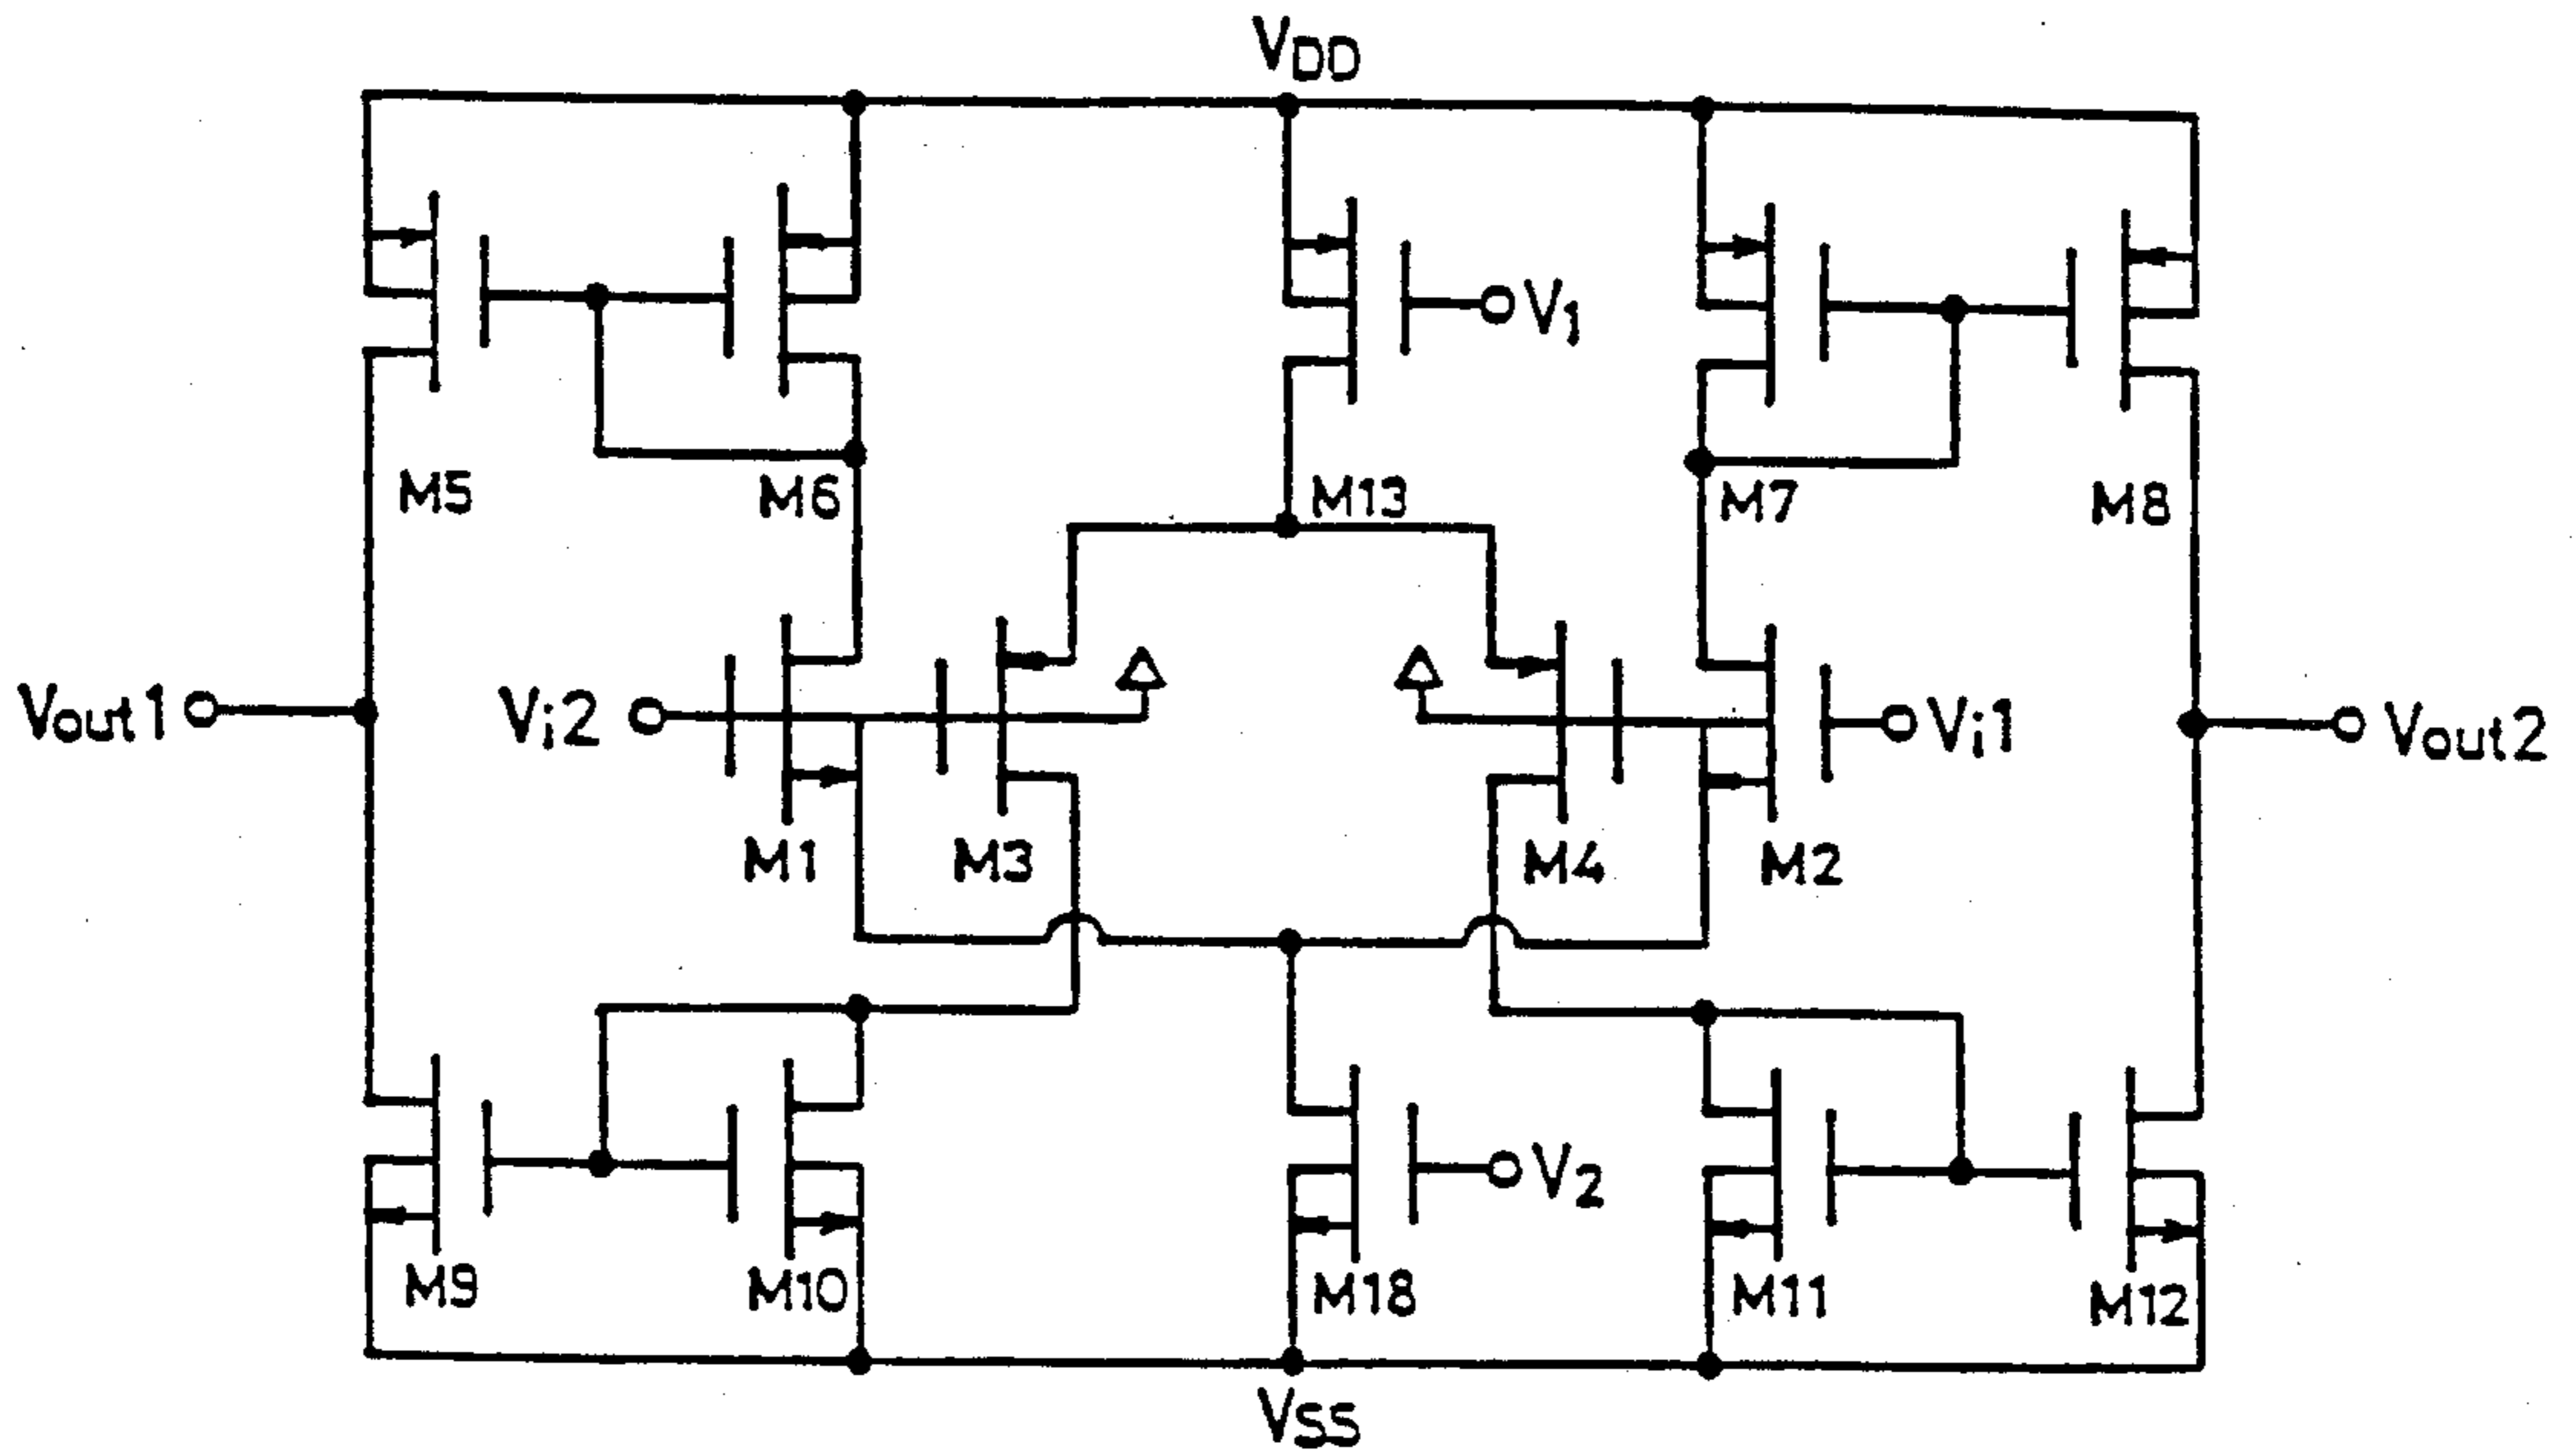 VDD
V1
M5 M6 M13 M7 M8
Vout1 Vi2 Vi1 Vout2
M1 M3 M4 M2
V2
M9 M10 M18 M11 M12
VSS